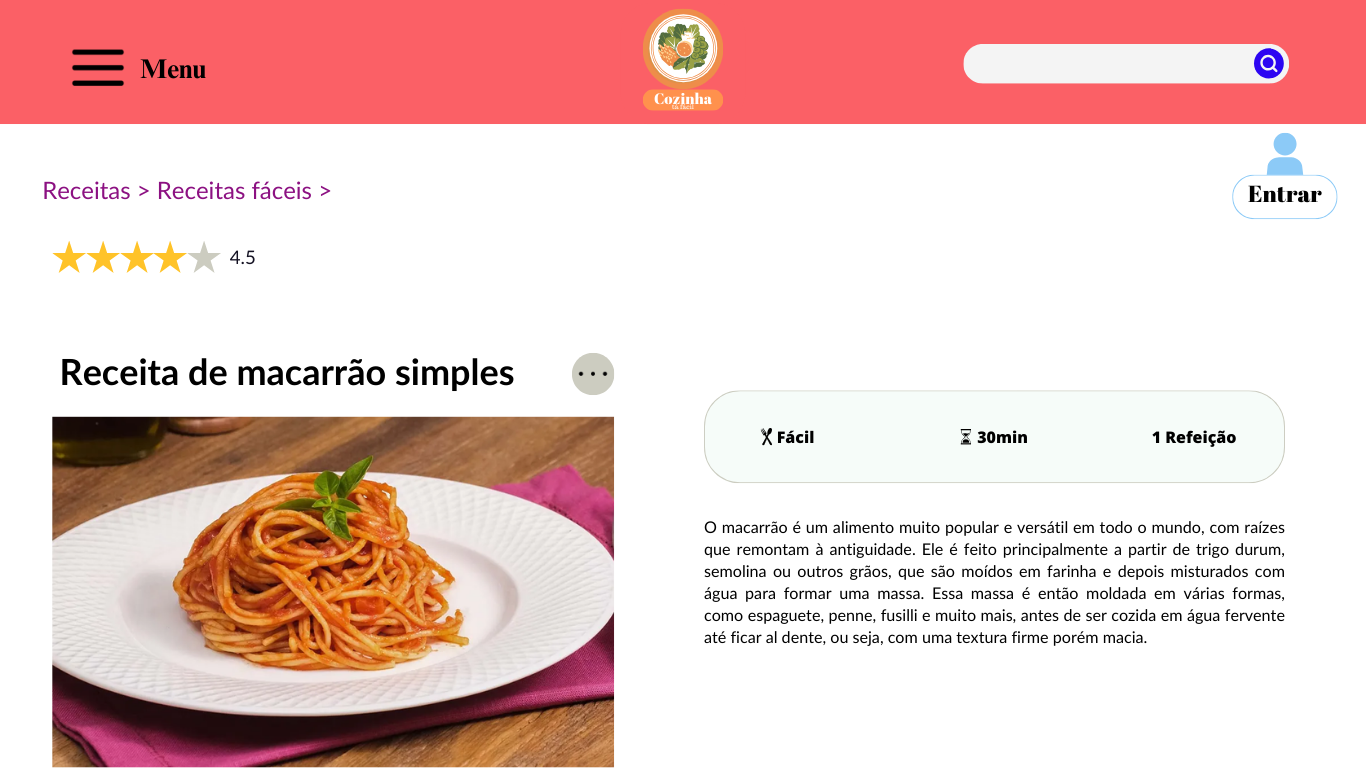 Menu
Cozinha
Receitas > Receitas fáceis >
Entrar
4.5
Receita de macarrão simples
Fácil
30min
1 Refeição
O macarrão é um alimento muito popular e versátil em todo o mundo, com raízes
que remontam à antiguidade. Ele é feito principalmente a partir de trigo durum,
semolina ou outros grãos, que são moídos em farinha e depois misturados com
água para formar uma massa. Essa massa é então moldada em várias formas,
como espaguete, penne, fusilli e muito mais, antes de ser cozida em água fervente
até ficar al dente, ou seja, com uma textura firme porém macia.